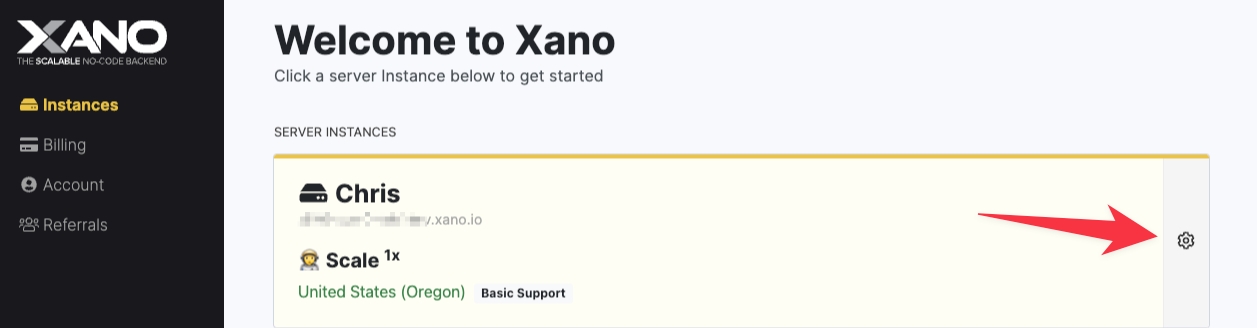 XANO
THE SCALABLE NO-CODE BACKEND
Instances
Billing
Account
Referrals
Welcome to Xano
Click a server Instance below to get started
SERVER INSTANCES
Chris
.xano.io
Scale 1x
United States (Oregon) Basic Support